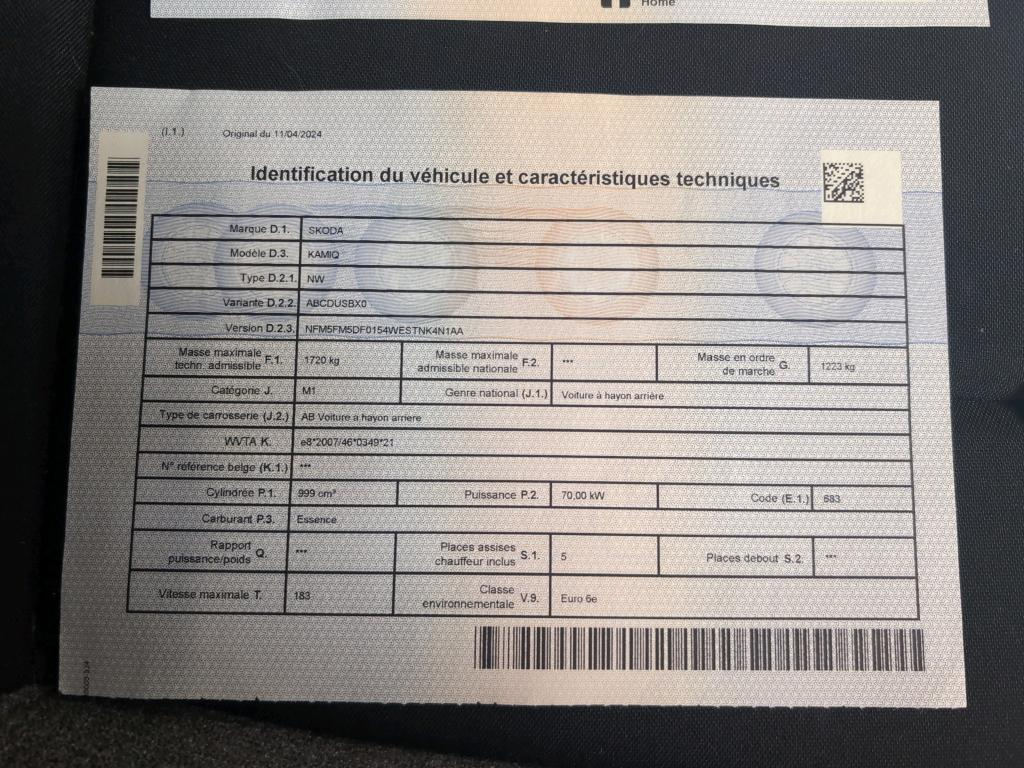 Home
(I.1.) Original du 11/04/2024
Identification du véhicule et caractéristiques techniques
Marque D.1. SKODA
Modèle D.3. KAMIQ
Type D.2.1. NW
Variante D.2.2. ABCDUSBX0
Version D.2.3. NFM5FM5DF0154WESTNK4N1AA
Masse maximale techn. admissible F.1. 1720 kg Masse maximale admissible nationale F.2. *** Masse en ordre de marche G. 1223 kg
Catégorie J. M1 Genre national (J.1.) Voiture à hayon arrière
Type de carrosserie (J.2.) AB Voiture a hayon arriere
WVTA K. e8*2007/46*0349*21
N° référence belge (K.1.) ***
Cylindrée P.1. 999 cm³ Puissance P.2. 70,00 kW Code (E.1.) 683
Carburant P.3. Essence
Rapport puissance/poids Q. *** Places assises chauffeur inclus S.1. 5 Places debout S.2. ***
Vitesse maximale T. 183 Classe environnementale V.9. Euro 6e